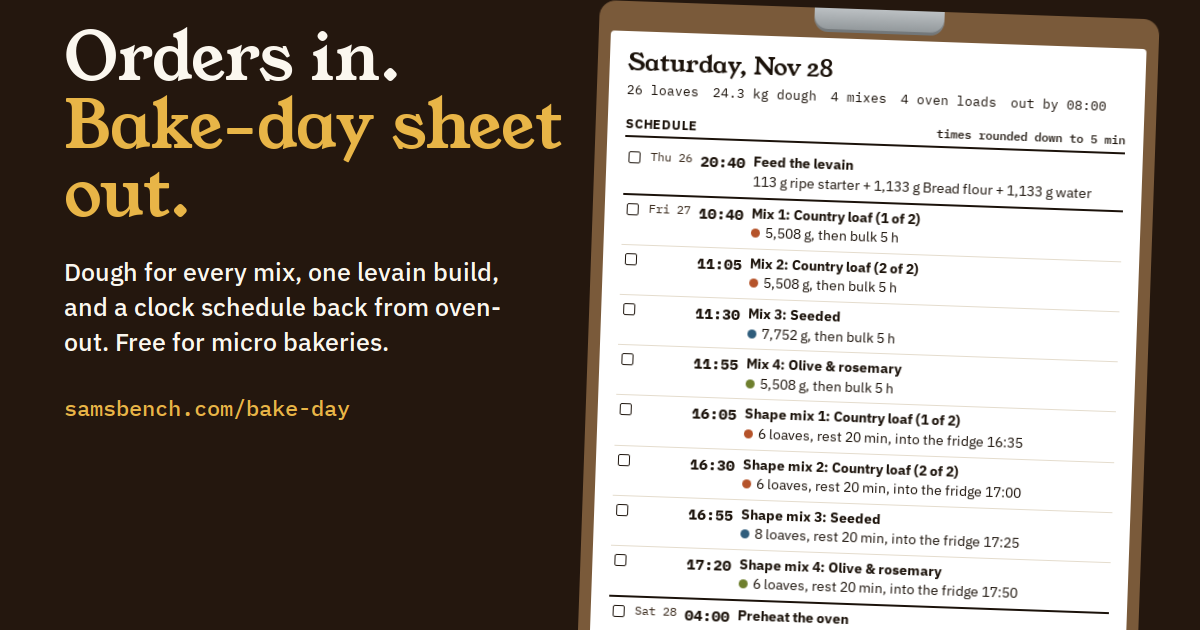 Orders in.
Bake-day sheet
out.
Dough for every mix, one levain build,
and a clock schedule back from oven-
out. Free for micro bakeries.
samsbench.com/bake-day
Saturday, Nov 28
26 loaves 24.3 kg dough 4 mixes 4 oven loads out by 08:00
SCHEDULE times rounded down to 5 min
Thu 26 20:40 Feed the levain
113 g ripe starter + 1,133 g Bread flour + 1,133 g water
Fri 27 10:40 Mix 1: Country loaf (1 of 2)
5,508 g, then bulk 5 h
11:05 Mix 2: Country loaf (2 of 2)
5,508 g, then bulk 5 h
11:30 Mix 3: Seeded
7,752 g, then bulk 5 h
11:55 Mix 4: Olive & rosemary
5,508 g, then bulk 5 h
16:05 Shape mix 1: Country loaf (1 of 2)
6 loaves, rest 20 min, into the fridge 16:35
16:30 Shape mix 2: Country loaf (2 of 2)
6 loaves, rest 20 min, into the fridge 17:00
16:55 Shape mix 3: Seeded
8 loaves, rest 20 min, into the fridge 17:25
17:20 Shape mix 4: Olive & rosemary
6 loaves, rest 20 min, into the fridge 17:50
Sat 28 04:00 Preheat the oven